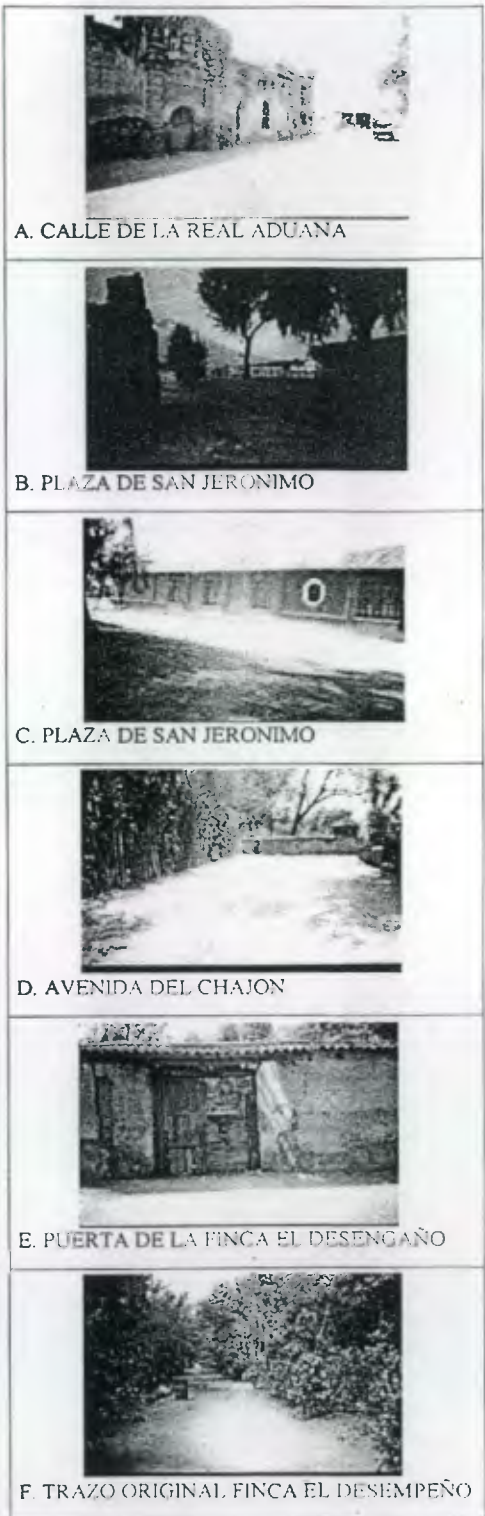 A. CALLE DE LA REAL ADUANA
B. PLAZA DE SAN JERONIMO
C. PLAZA DE SAN JERONIMO
D. AVENIDA DEL CHAJON
E. PUERTA DE LA FINCA EL DESENGAÑO
F. TRAZO ORIGINAL FINCA EL DESEMPEÑO